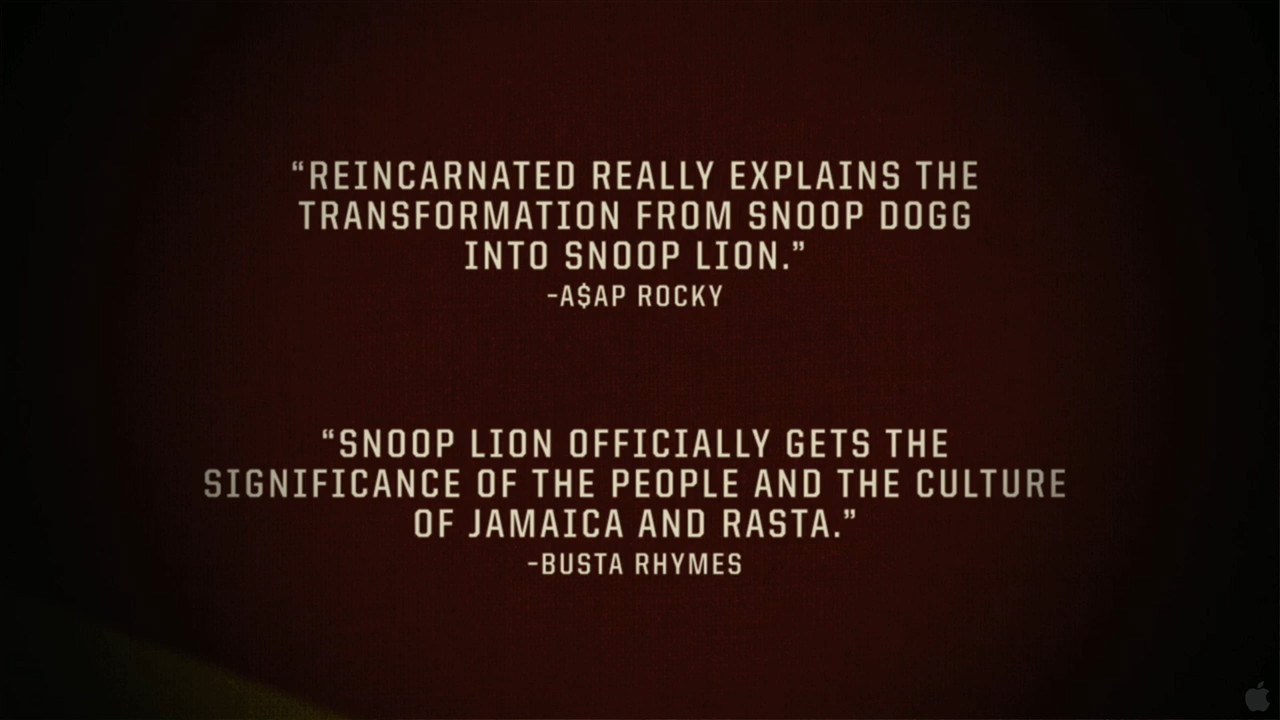 “REINCARNATED REALLY EXPLAINS THE
TRANSFORMATION FROM SNOOP DOGG
INTO SNOOP LION.”
-A$AP ROCKY
“SNOOP LION OFFICIALLY GETS THE
SIGNIFICANCE OF THE PEOPLE AND THE CULTURE
OF JAMAICA AND RASTA.”
-BUSTA RHYMES